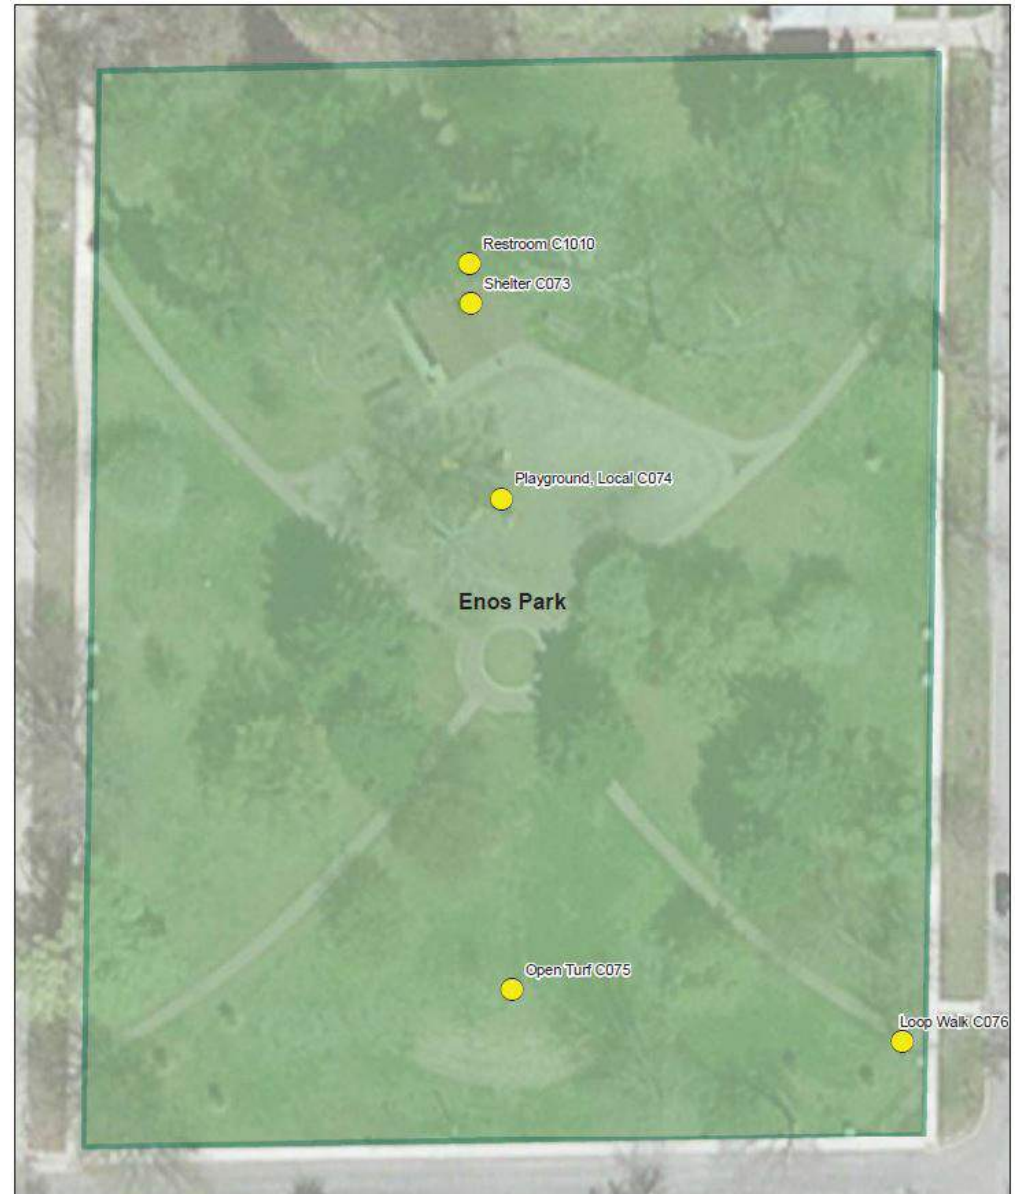 Restroom C1010
Shelter C073
Playground, Local C074
Enos Park
Open Turf C075
Loop Walk C076